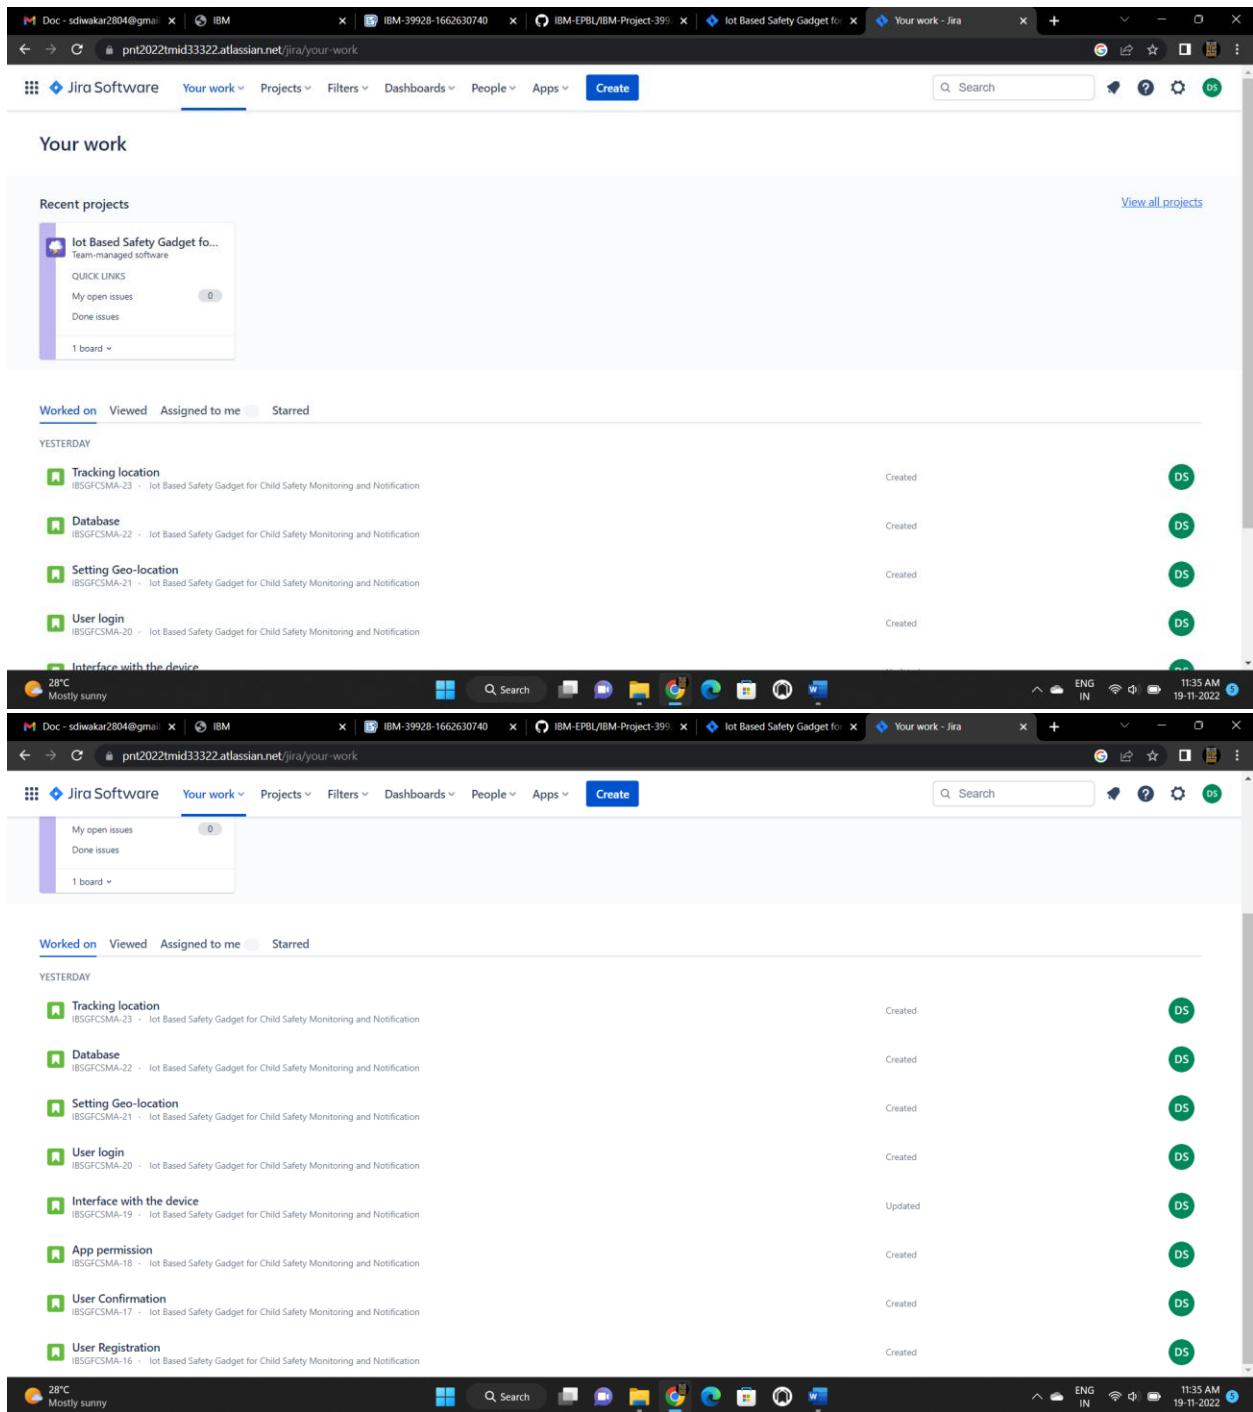 Doc - sdiwakar2804@gmail
IBM
IBM-39928-1662630740
IBM-EPBL/IBM-Project-399
Iot Based Safety Gadget for
Your work - Jira
pnt2022tmid33322.atlassian.net/jira/your-work
Jira Software
Your work
Projects
Filters
Dashboards
People
Apps
Create
Search
DS
Your work
Recent projects
View all projects
Iot Based Safety Gadget fo...
Team-managed software
QUICK LINKS
My open issues 0
Done issues
1 board
Worked on Viewed Assigned to me Starred
YESTERDAY
Tracking location
IBSGFCSMA-23 · Iot Based Safety Gadget for Child Safety Monitoring and Notification
Created
DS
Database
IBSGFCSMA-22 · Iot Based Safety Gadget for Child Safety Monitoring and Notification
Created
DS
Setting Geo-location
IBSGFCSMA-21 · Iot Based Safety Gadget for Child Safety Monitoring and Notification
Created
DS
User login
IBSGFCSMA-20 · Iot Based Safety Gadget for Child Safety Monitoring and Notification
Created
DS
Interface with the device
28°C
Mostly sunny
Search
ENG
IN
11:35 AM
19-11-2022
5
Doc - sdiwakar2804@gmail
IBM
IBM-39928-1662630740
IBM-EPBL/IBM-Project-399
Iot Based Safety Gadget for
Your work - Jira
pnt2022tmid33322.atlassian.net/jira/your-work
Jira Software
Your work
Projects
Filters
Dashboards
People
Apps
Create
Search
DS
My open issues 0
Done issues
1 board
Worked on Viewed Assigned to me Starred
YESTERDAY
Tracking location
IBSGFCSMA-23 · Iot Based Safety Gadget for Child Safety Monitoring and Notification
Created
DS
Database
IBSGFCSMA-22 · Iot Based Safety Gadget for Child Safety Monitoring and Notification
Created
DS
Setting Geo-location
IBSGFCSMA-21 · Iot Based Safety Gadget for Child Safety Monitoring and Notification
Created
DS
User login
IBSGFCSMA-20 · Iot Based Safety Gadget for Child Safety Monitoring and Notification
Created
DS
Interface with the device
IBSGFCSMA-19 · Iot Based Safety Gadget for Child Safety Monitoring and Notification
Updated
DS
App permission
IBSGFCSMA-18 · Iot Based Safety Gadget for Child Safety Monitoring and Notification
Created
DS
User Confirmation
IBSGFCSMA-17 · Iot Based Safety Gadget for Child Safety Monitoring and Notification
Created
DS
User Registration
IBSGFCSMA-16 · Iot Based Safety Gadget for Child Safety Monitoring and Notification
Created
DS
28°C
Mostly sunny
Search
ENG
IN
11:35 AM
19-11-2022
5